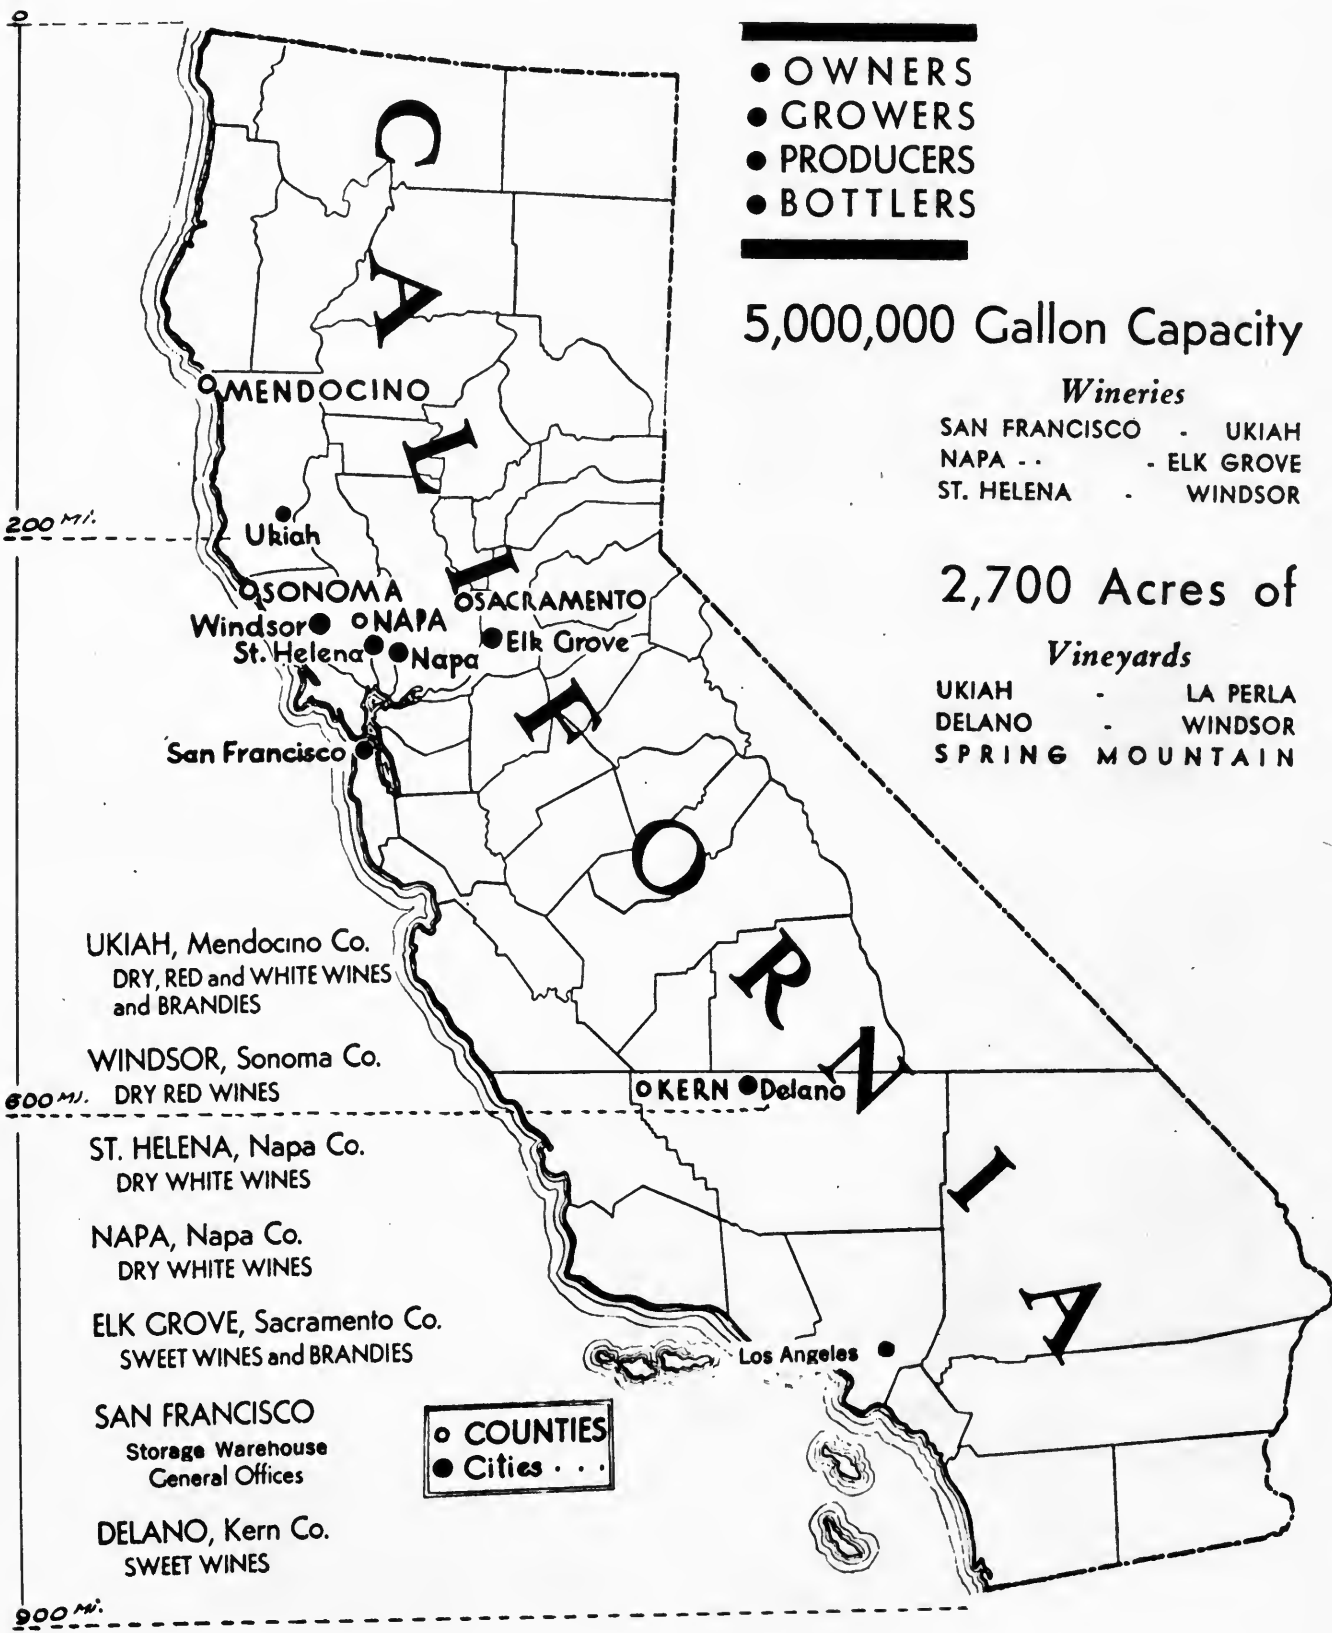 0
OWNERS
GROWERS
PRODUCERS
BOTTLERS
5,000,000 Gallon Capacity
Wineries
SAN FRANCISCO - UKIAH
NAPA - - - ELK GROVE
ST. HELENA - WINDSOR
2,700 Acres of
Vineyards
UKIAH - LA PERLA
DELANO - WINDSOR
SPRING MOUNTAIN
CALIFORNIA
MENDOCINO
200 Mi.
Ukiah
SONOMA
SACRAMENTO
Windsor
NAPA
Elk Grove
St. Helena
Napa
San Francisco
KERN
Delano
Los Angeles
UKIAH, Mendocino Co.
DRY, RED and WHITE WINES
and BRANDIES
WINDSOR, Sonoma Co.
600 Mi.
DRY RED WINES
ST. HELENA, Napa Co.
DRY WHITE WINES
NAPA, Napa Co.
DRY WHITE WINES
ELK GROVE, Sacramento Co.
SWEET WINES and BRANDIES
SAN FRANCISCO
Storage Warehouse
General Offices
DELANO, Kern Co.
SWEET WINES
COUNTIES
Cities . . .
900 Mi.